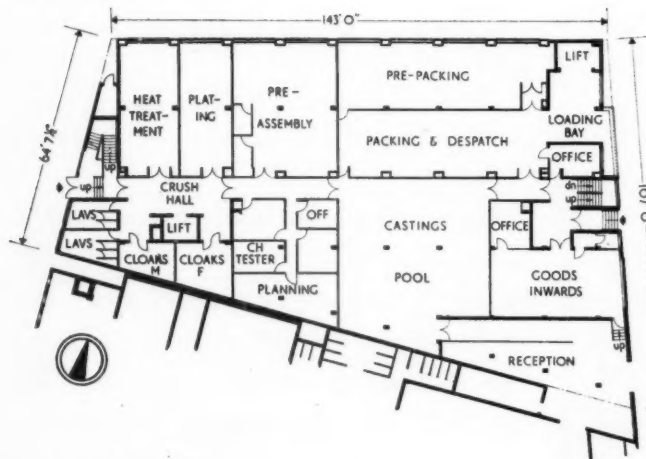 143'0"
64'7½"
LIFT
PRE-PACKING
HEAT
TREAT-
MENT
PLAT-
ING
PRE-
ASSEMBLY
LOADING
BAY
PACKING & DESPATCH
OFFICE
up
up
CRUSH
HALL
dn
up
LAVS
LIFT
OFF
CASTINGS
OFFICE
LAVS
CLOAKS
M
CLOAKS
F
CH
TESTER
POOL
GOODS
INWARDS
PLANNING
up
RECEPTION